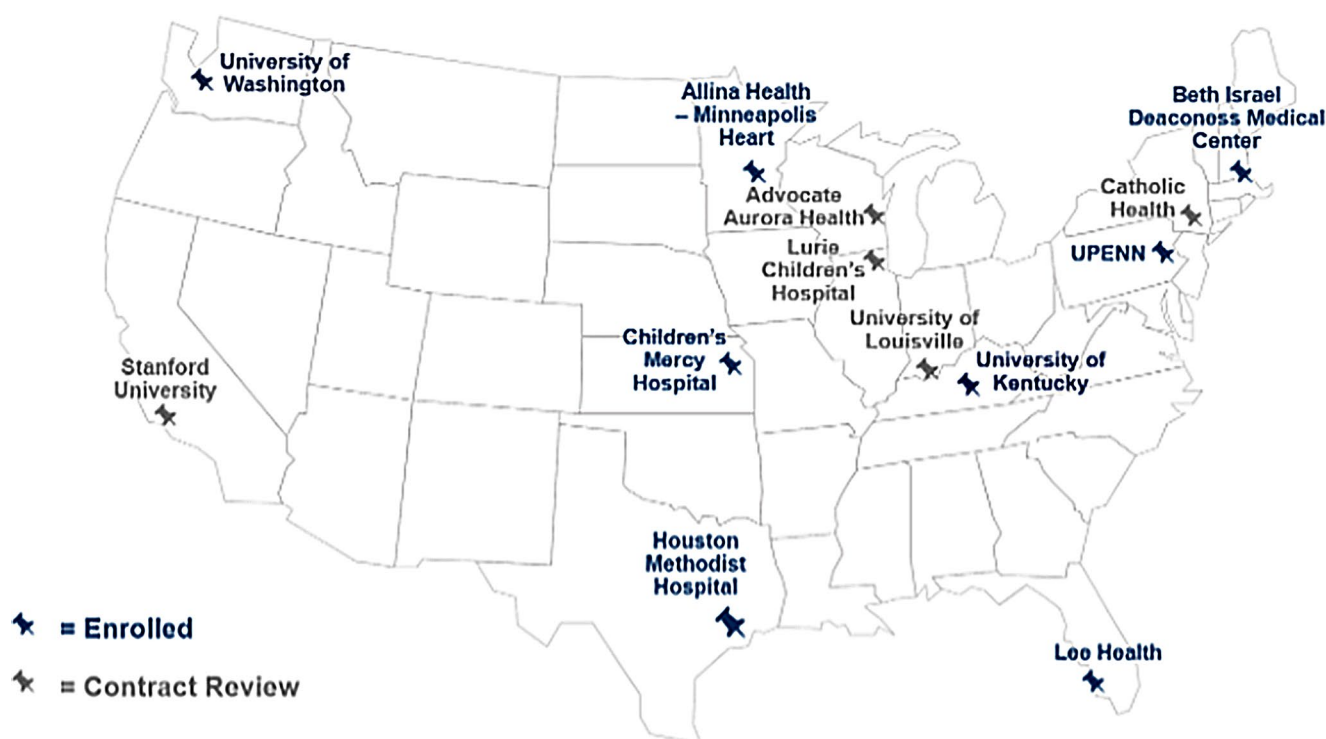 University of
Washington
Allina Health
– Minneapolis
Heart
Beth Israel
Deaconess Medical
Center
Advocate
Aurora Health
Catholic
Health
Lurie
Children's
Hospital
UPENN
University of
Louisville
Children's
Mercy
Hospital
University of
Kentucky
Stanford
University
Houston
Methodist
Hospital
Lee Health
= Enrolled
= Contract Review